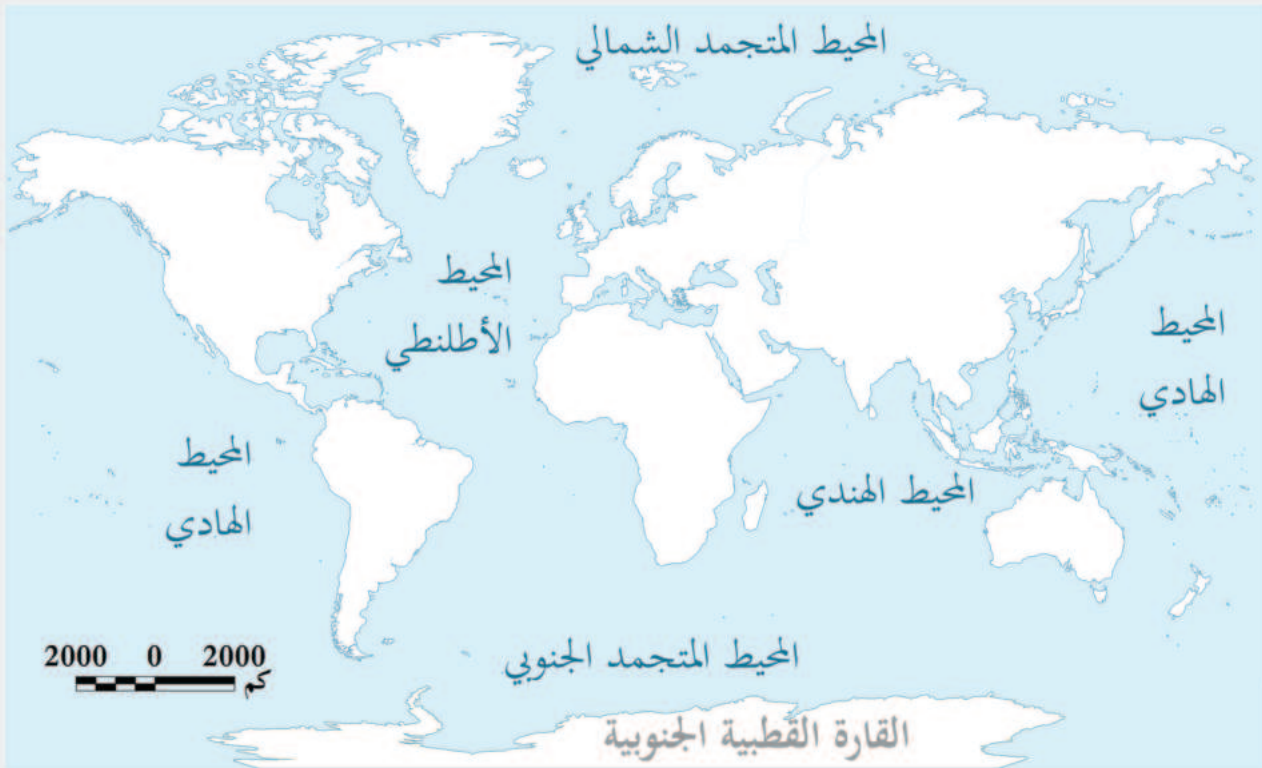 المحيط المتجمد الشمالي
المحيط
الأطلنطي
المحيط
الهادي
المحيط
الهادي
المحيط الهندي
المحيط المتجمد الجنوبي
2000 0 2000
كم
القارة القطبية الجنوبية